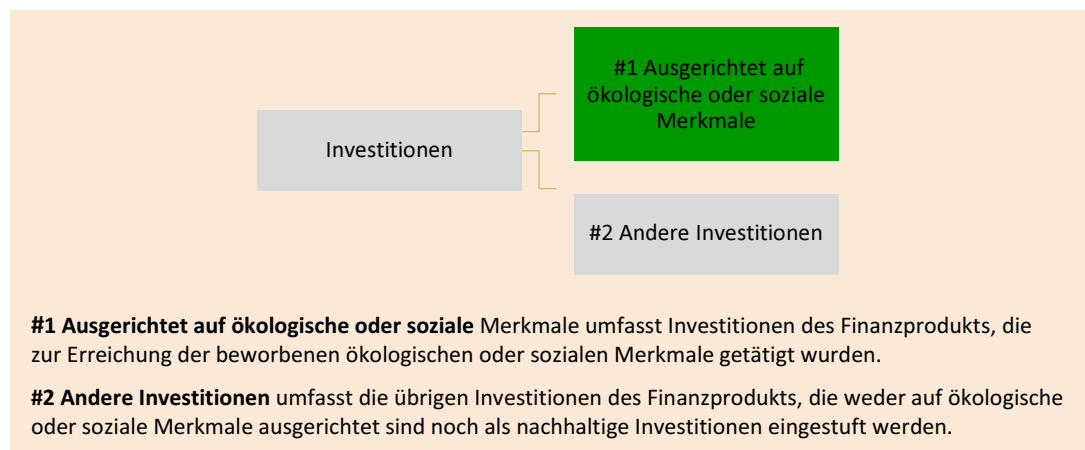 #1 Ausgerichtet auf
ökologische oder soziale
Merkmale
Investitionen
#2 Andere Investitionen
#1 Ausgerichtet auf ökologische oder soziale Merkmale umfasst Investitionen des Finanzprodukts, die
zur Erreichung der beworbenen ökologischen oder sozialen Merkmale getätigt wurden.
#2 Andere Investitionen umfasst die übrigen Investitionen des Finanzprodukts, die weder auf ökologische
oder soziale Merkmale ausgerichtet sind noch als nachhaltige Investitionen eingestuft werden.